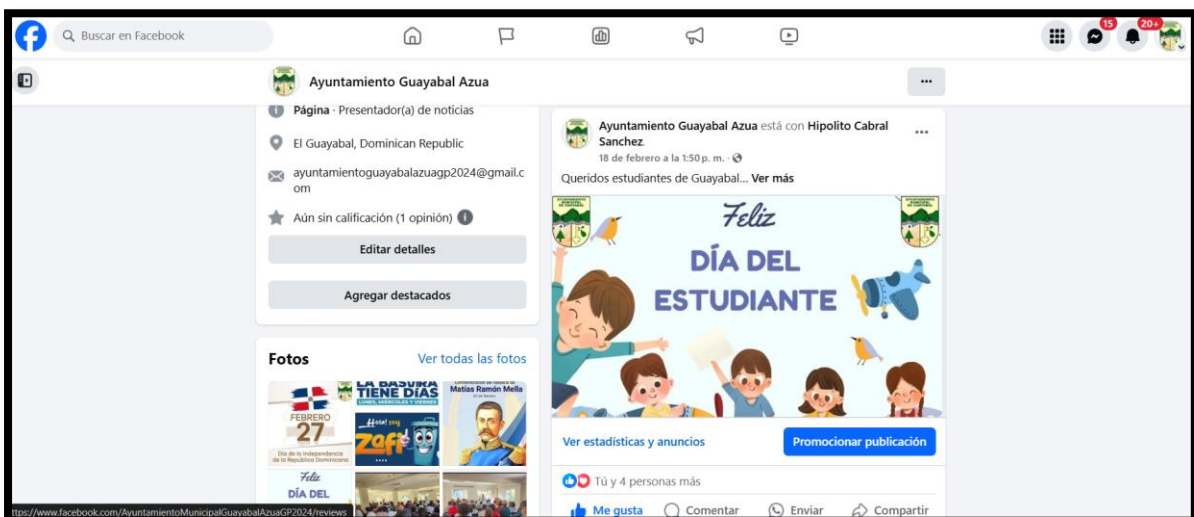 Buscar en Facebook
15
20+
Ayuntamiento Guayabal Azua
Página · Presentador(a) de noticias
El Guayabal, Dominican Republic
ayuntamientoguayabalazuagp2024@gmail.c
om
Aún sin calificación (1 opinión)
Editar detalles
Agregar destacados
Fotos
Ver todas las fotos
FEBRERO
27
Día de la Independencia
de la República Dominicana
LA BASURA
TIENE DÍAS
LUNES, MIÉRCOLES Y VIERNES
Hola! soy
Zafi
Matías Ramón Mella
Feliz
DÍA DEL
ttps://www.facebook.com/AyuntamientoMunicipalGuayabalAzuaGP2024/reviews
Ayuntamiento Guayabal Azua está con Hipolito Cabral
Sanchez.
18 de febrero a la 1:50 p. m. ·
Queridos estudiantes de Guayabal... Ver más
Feliz
DÍA DEL
ESTUDIANTE
Ver estadísticas y anuncios
Promocionar publicación
Tú y 4 personas más
Me gusta
Comentar
Enviar
Compartir